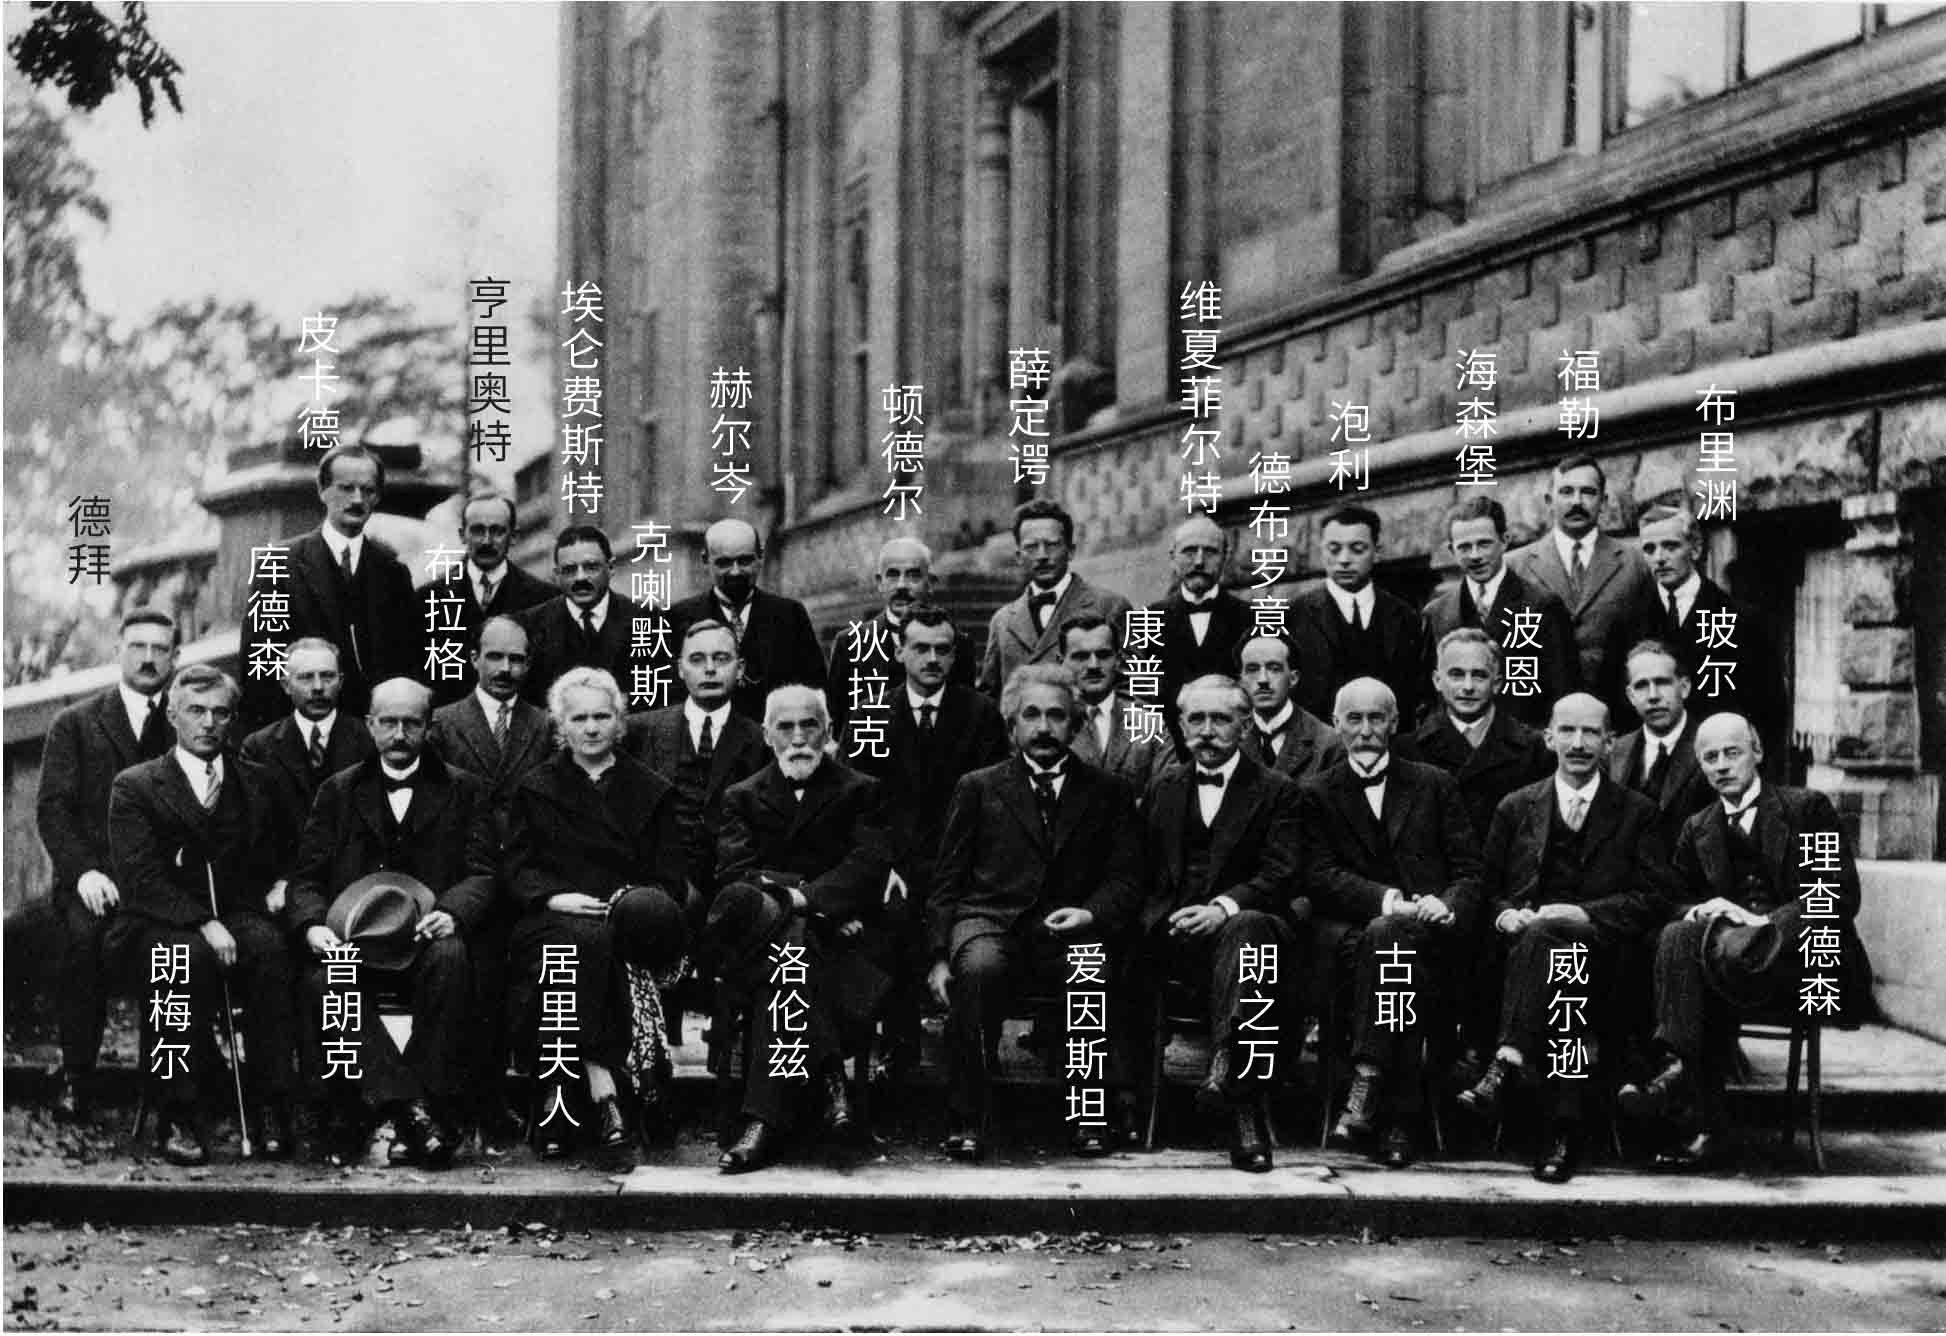 皮卡德
亨里奥特
埃仑费斯特
赫尔岑
顿德尔
薛定谔
维夏菲尔特
泡利
海森堡
福勒
布里渊
德拜
库德森
布拉格
克喇默斯
狄拉克
康普顿
德布罗意
波恩
玻尔
朗梅尔
普朗克
居里夫人
洛伦兹
爱因斯坦
朗之万
古耶
威尔逊
理查德森